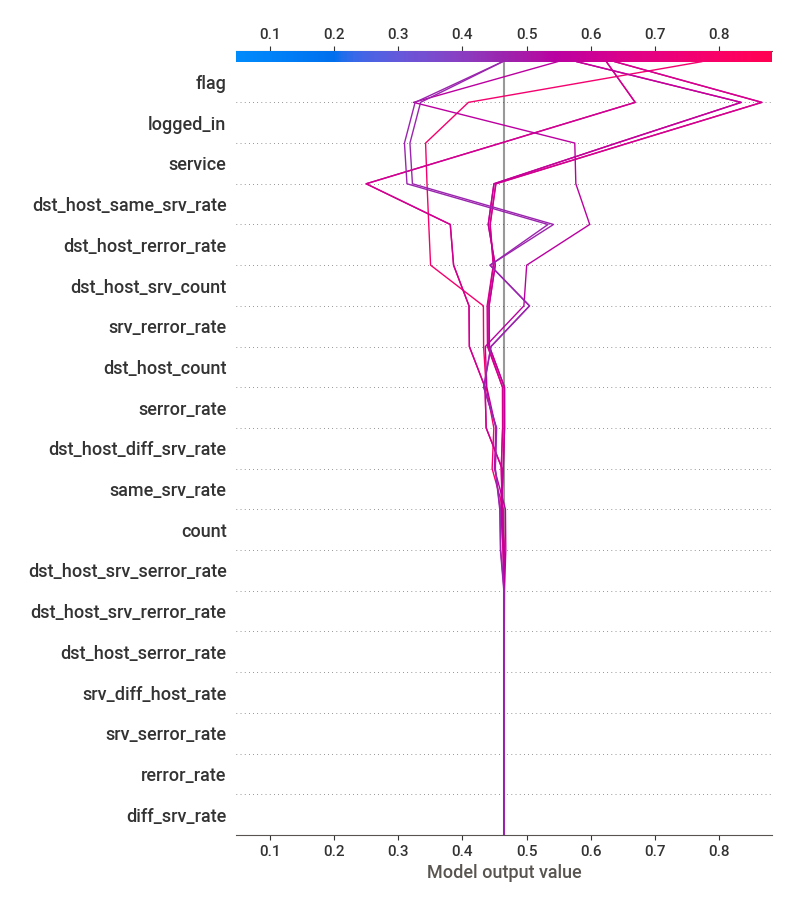 0.1 0.2 0.3 0.4 0.5 0.6 0.7 0.8
flag
logged_in
service
dst_host_same_srv_rate
dst_host_rerror_rate
dst_host_srv_count
srv_rerror_rate
dst_host_count
serror_rate
dst_host_diff_srv_rate
same_srv_rate
count
dst_host_srv_serror_rate
dst_host_srv_rerror_rate
dst_host_serror_rate
srv_diff_host_rate
srv_serror_rate
rerror_rate
diff_srv_rate
0.1 0.2 0.3 0.4 0.5 0.6 0.7 0.8
Model output value